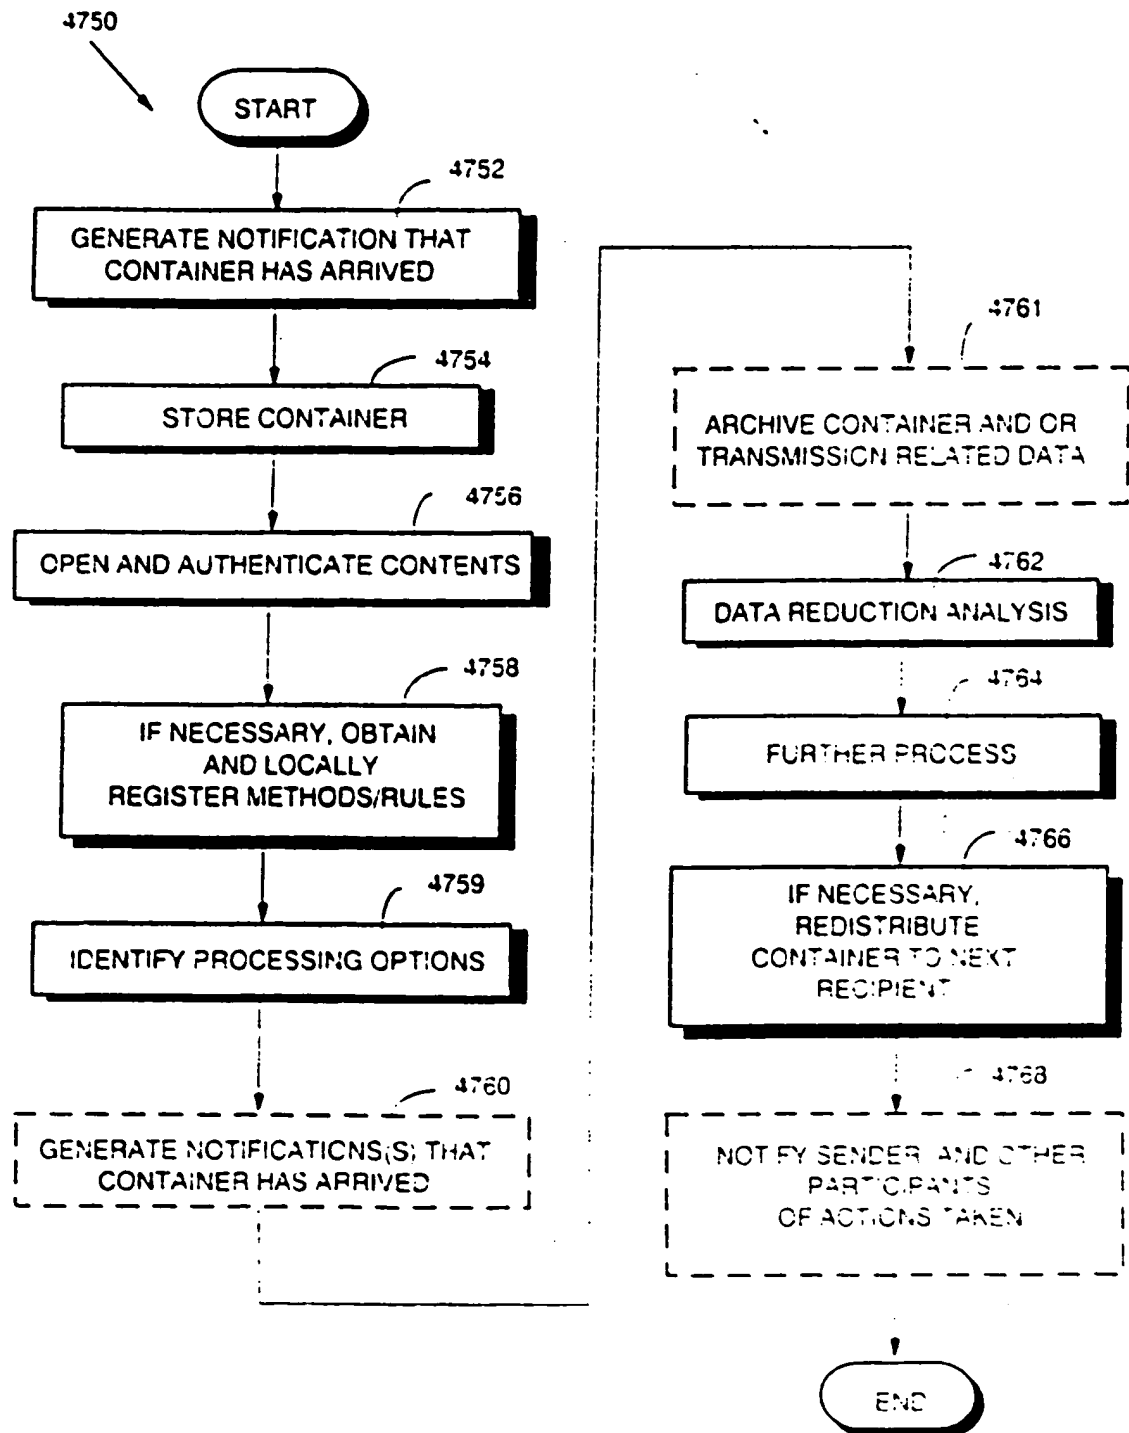 4750
START
4752
GENERATE NOTIFICATION THAT
CONTAINER HAS ARRIVED
4754
STORE CONTAINER
4756
OPEN AND AUTHENTICATE CONTENTS
4758
IF NECESSARY, OBTAIN
AND LOCALLY
REGISTER METHODS/RULES
4759
IDENTIFY PROCESSING OPTIONS
4760
GENERATE NOTIFICATIONS(S) THAT
CONTAINER HAS ARRIVED
4761
ARCHIVE CONTAINER AND OR
TRANSMISSION RELATED DATA
4762
DATA REDUCTION ANALYSIS
4764
FURTHER PROCESS
4766
IF NECESSARY,
REDISTRIBUTE
CONTAINER TO NEXT
RECIPIENT
4768
NOTIFY SENDER AND OTHER
PARTICIPANTS
OF ACTIONS TAKEN
END